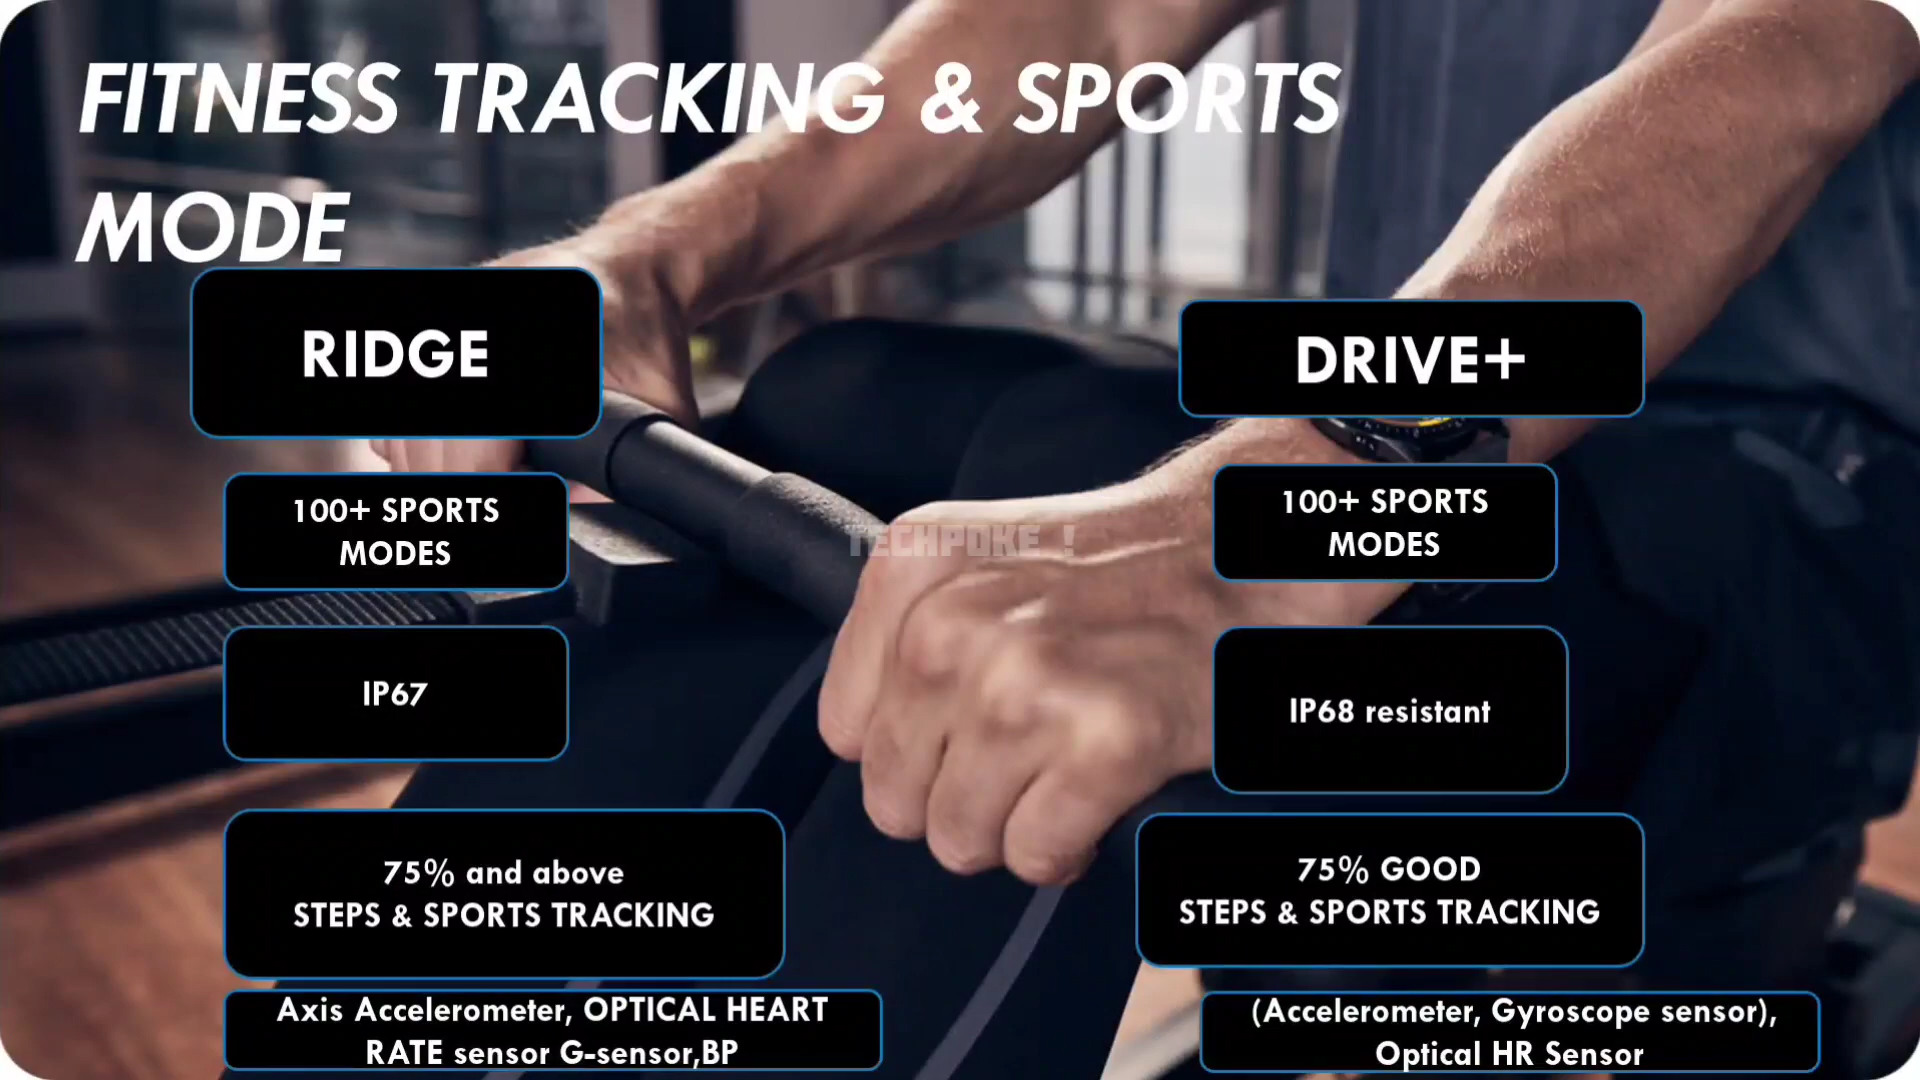 FITNESS TRACKING & SPORTS
MODE
RIDGE
DRIVE+
100+ SPORTS
MODES
100+ SPORTS
MODES
TECHPOKE !
IP67
IP68 resistant
75% and above
STEPS & SPORTS TRACKING
75% GOOD
STEPS & SPORTS TRACKING
Axis Accelerometer, OPTICAL HEART
RATE sensor G-sensor,BP
(Accelerometer, Gyroscope sensor),
Optical HR Sensor